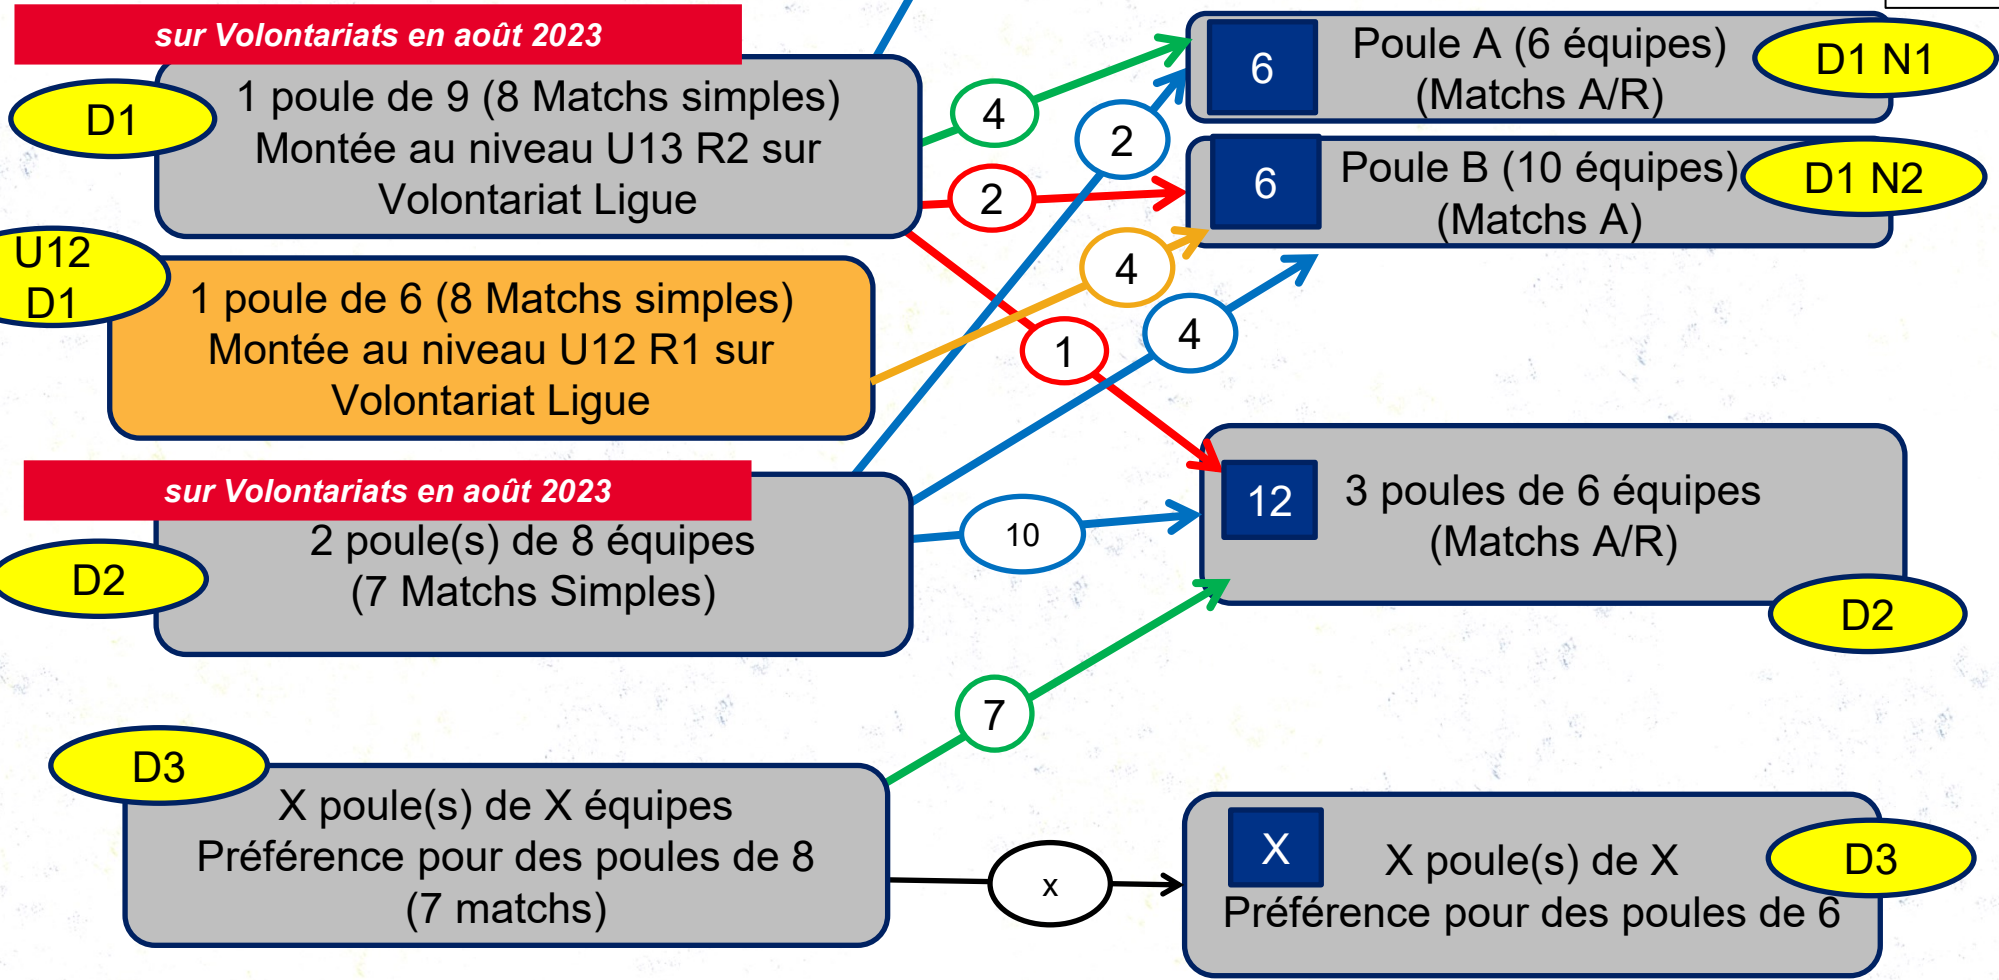 sur Volontariats en août 2023
D1
1 poule de 9 (8 Matchs simples)
Montée au niveau U13 R2 sur
Volontariat Ligue
U12
D1
1 poule de 6 (8 Matchs simples)
Montée au niveau U12 R1 sur
Volontariat Ligue
sur Volontariats en août 2023
D2
2 poule(s) de 8 équipes
(7 Matchs Simples)
D3
X poule(s) de X équipes
Préférence pour des poules de 8
(7 matchs)
4
2
2
4
1
4
10
7
x
6
Poule A (6 équipes)
(Matchs A/R)
D1 N1
6
Poule B (10 équipes)
(Matchs A)
D1 N2
12
3 poules de 6 équipes
(Matchs A/R)
D2
X
X poule(s) de X
Préférence pour des poules de 6
D3